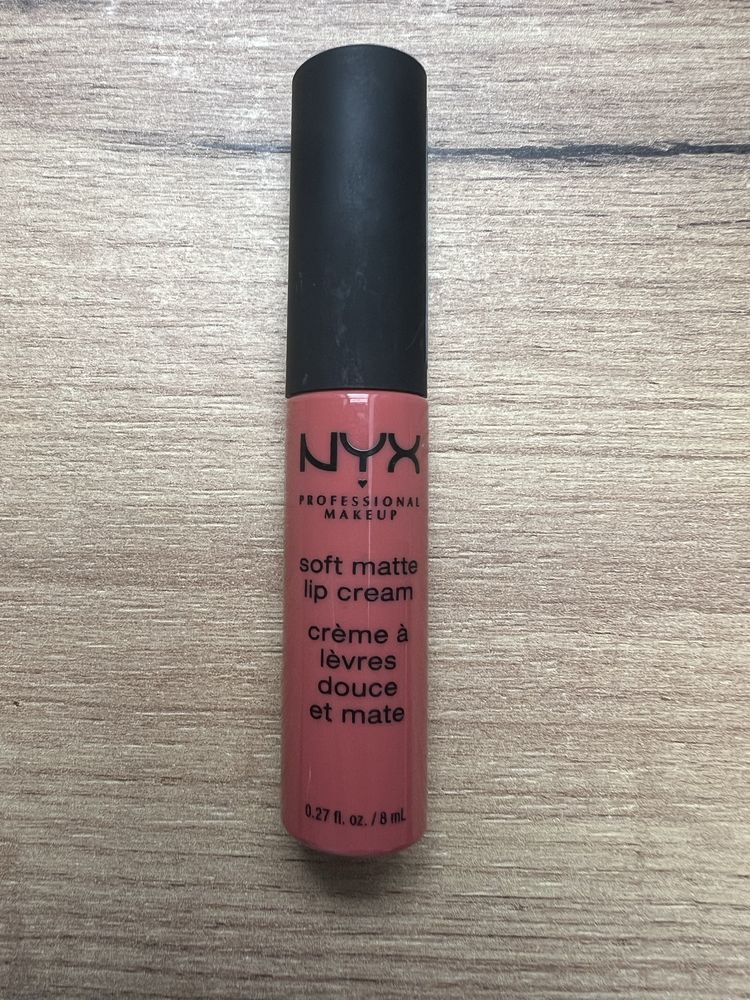 NYX
PROFESSIONAL
MAKEUP
soft matte
lip cream
crème à
lèvres
douce
et mate
0.27 fl. oz. / 8 mL